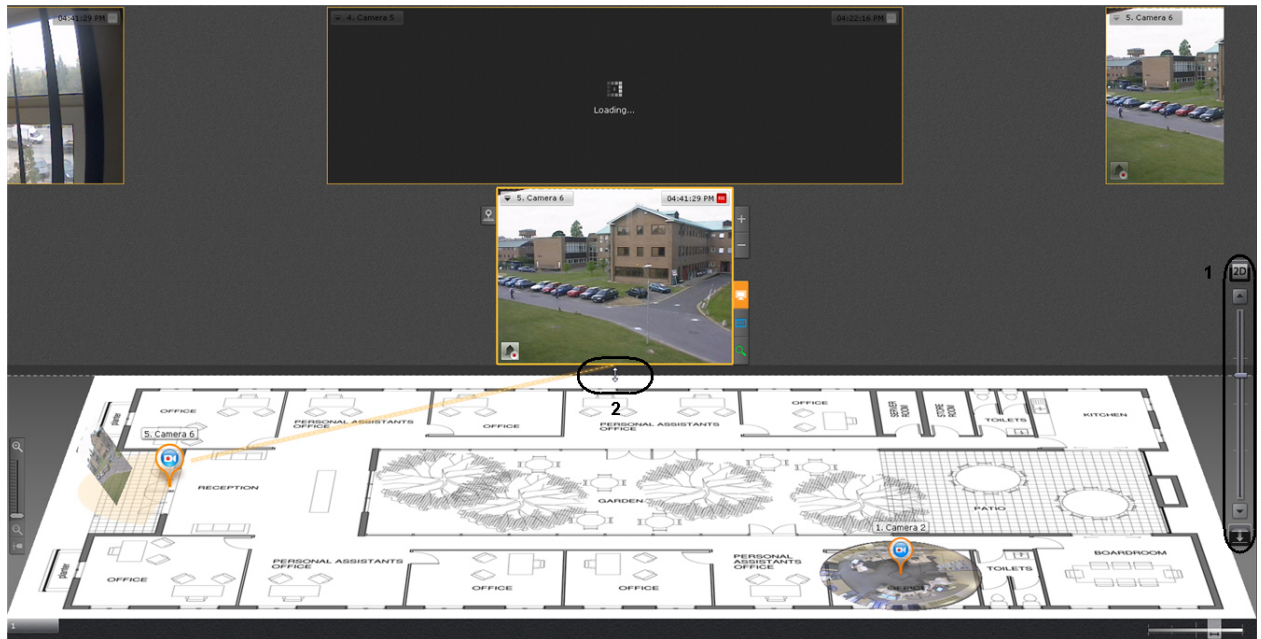 04:41:29 PM
4. Camera 5
04:22:16 PM
5. Camera 6
Loading...
5. Camera 6
04:41:29 PM
1
2D
2
OFFICE
PERSONAL ASSISTANTS
OFFICE
OFFICE
PERSONAL ASSISTANTS
OFFICE
OFFICE
SERVER
ROOM
STORE
ROOM
TOILETS
KITCHEN
planter
5. Camera 6
RECEPTION
GARDEN
PATIO
1. Camera 2
planter
OFFICE
PERSONAL ASSISTANTS
OFFICE
OFFICE
OFFICE
PERSONAL
ASSISTANTS
OFFICE
TOILETS
BOARDROOM
1